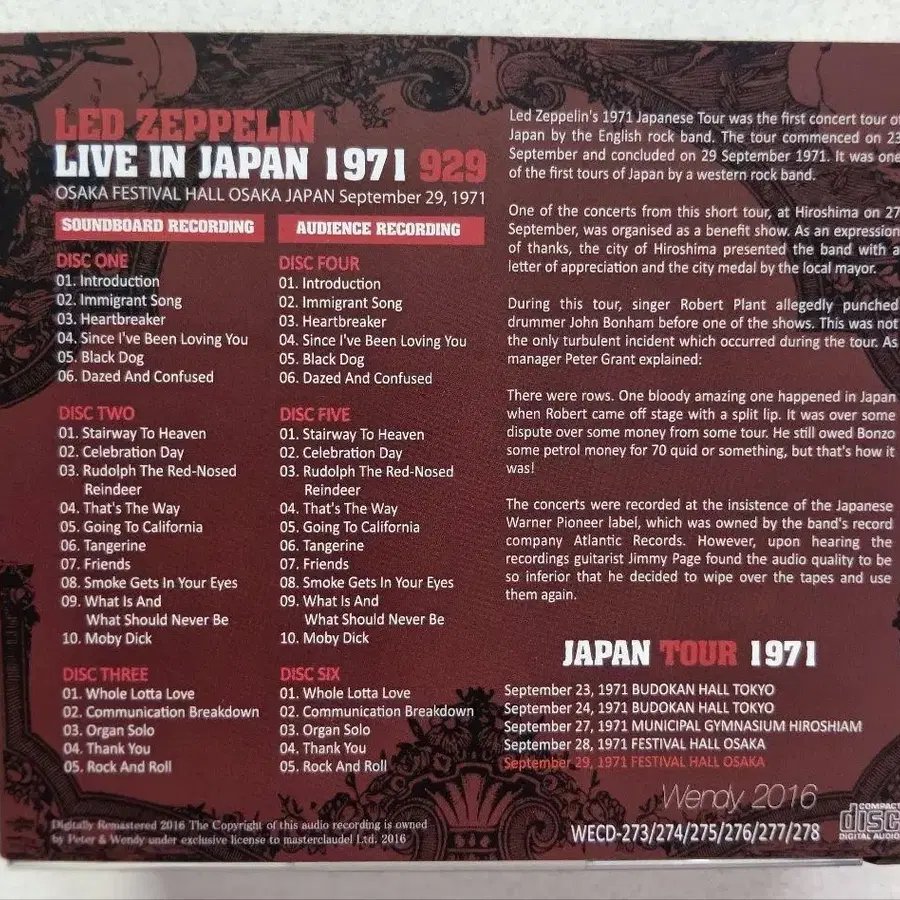 LED ZEPPELIN
LIVE IN JAPAN 1971 929
OSAKA FESTIVAL HALL OSAKA JAPAN September 29, 1971
SOUNDBOARD RECORDING
DISC ONE
01. Introduction
02. Immigrant Song
03. Heartbreaker
04. Since I've Been Loving You
05. Black Dog
06. Dazed And Confused
DISC TWO
01. Stairway To Heaven
02. Celebration Day
03. Rudolph The Red-Nosed
Reindeer
04. That's The Way
05. Going To California
06. Tangerine
07. Friends
08. Smoke Gets In Your Eyes
09. What Is And
What Should Never Be
10. Moby Dick
DISC THREE
01. Whole Lotta Love
02. Communication Breakdown
03. Organ Solo
04. Thank You
05. Rock And Roll
AUDIENCE RECORDING
DISC FOUR
01. Introduction
02. Immigrant Song
03. Heartbreaker
04. Since I've Been Loving You
05. Black Dog
06. Dazed And Confused
DISC FIVE
01. Stairway To Heaven
02. Celebration Day
03. Rudolph The Red-Nosed
Reindeer
04. That's The Way
05. Going To California
06. Tangerine
07. Friends
08. Smoke Gets In Your Eyes
09. What Is And
What Should Never Be
10. Moby Dick
DISC SIX
01. Whole Lotta Love
02. Communication Breakdown
03. Organ Solo
04. Thank You
05. Rock And Roll
Digitally Remastered 2016 The Copyright of this audio recording is owned
by Peter & Wendy under exclusive license to masterclaudel Ltd. 2016
Led Zeppelin's 1971 Japanese Tour was the first concert tour of
Japan by the English rock band. The tour commenced on 23
September and concluded on 29 September 1971. It was one
of the first tours of Japan by a western rock band.
One of the concerts from this short tour, at Hiroshima on 27
September, was organised as a benefit show. As an expression
of thanks, the city of Hiroshima presented the band with a
letter of appreciation and the city medal by the local mayor.
During this tour, singer Robert Plant allegedly punched
drummer John Bonham before one of the shows. This was not
the only turbulent incident which occurred during the tour. As
manager Peter Grant explained:
There were rows. One bloody amazing one happened in Japan
when Robert came off stage with a split lip. It was over some
dispute over some money from some tour. He still owed Bonzo
some petrol money for 70 quid or something, but that's how it
was!
The concerts were recorded at the insistence of the Japanese
Warner Pioneer label, which was owned by the band's record
company Atlantic Records. However, upon hearing the
recordings guitarist Jimmy Page found the audio quality to be
so inferior that he decided to wipe over the tapes and use
them again.
JAPAN TOUR 1971
September 23, 1971 BUDOKAN HALL TOKYO
September 24, 1971 BUDOKAN HALL TOKYO
September 27, 1971 MUNICIPAL GYMNASIUM HIROSHIAM
September 28, 1971 FESTIVAL HALL OSAKA
September 29, 1971 FESTIVAL HALL OSAKA
Wendy 2016
WECD-273/274/275/276/277/278
COMPACT
disc
DIGITAL AUDIO